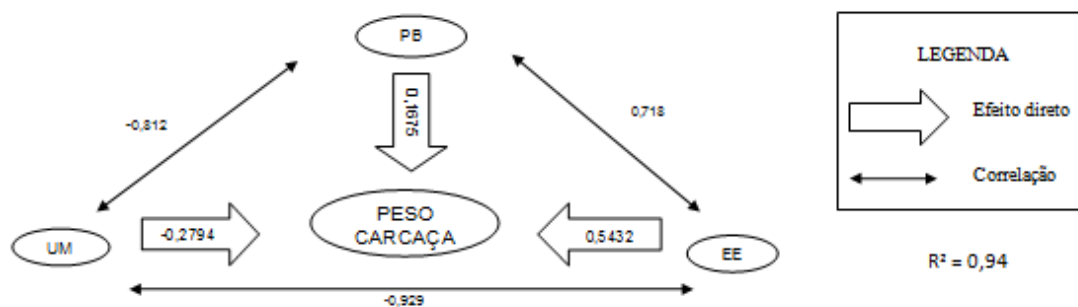 PB
0,1675
-0,812
0,718
PESO
CARCAÇA
UM
-0,2794
0,5432
EE
-0,929
LEGENDA
Efeito direto
Correlação
R² = 0,94